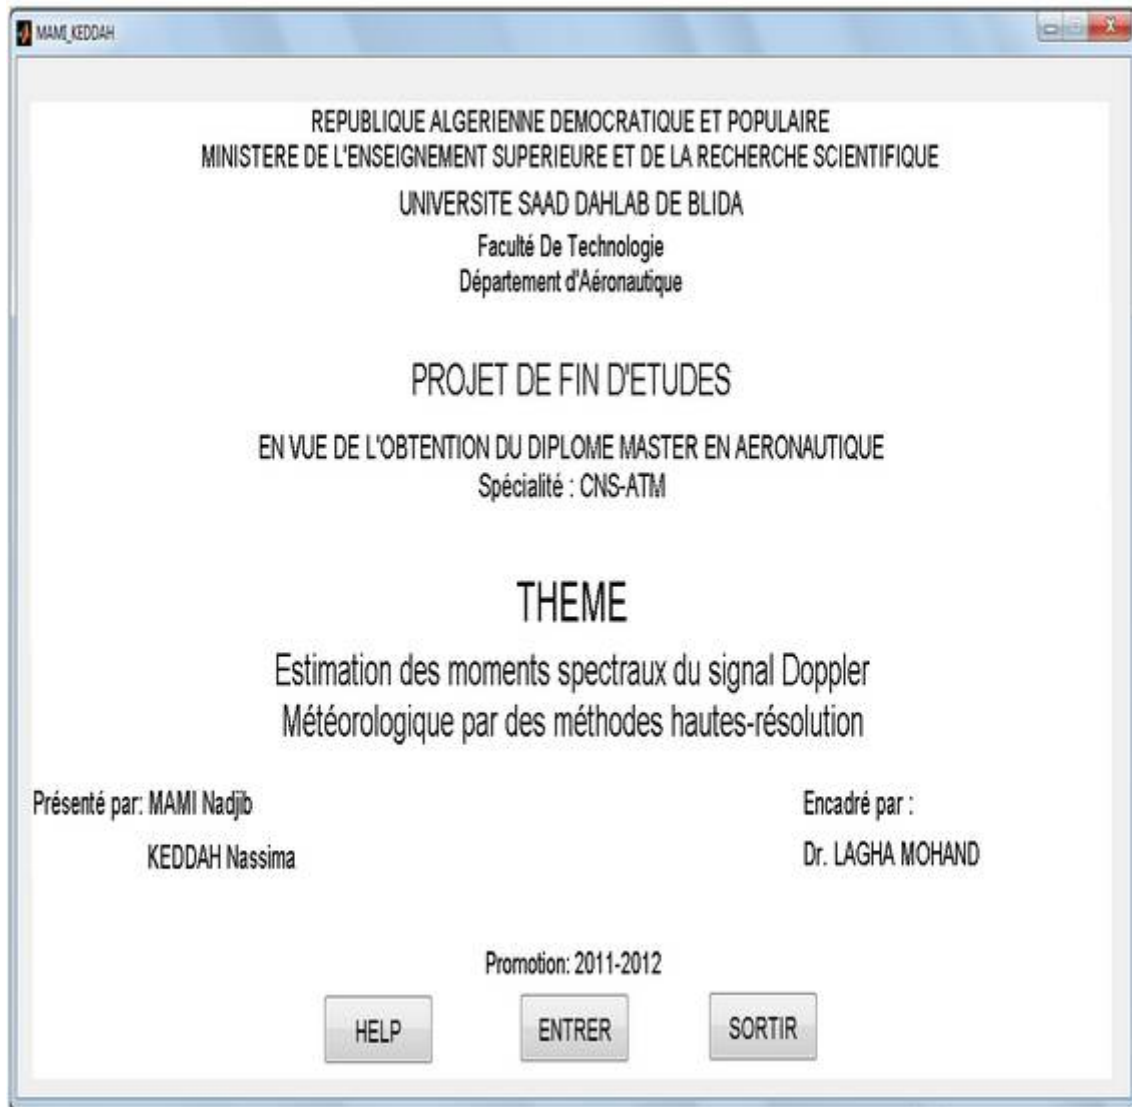 MAMI_KEDDAH
REPUBLIQUE ALGERIENNE DEMOCRATIQUE ET POPULAIRE
MINISTERE DE L'ENSEIGNEMENT SUPERIEURE ET DE LA RECHERCHE SCIENTIFIQUE
UNIVERSITE SAAD DAHLAB DE BLIDA
Faculté De Technologie
Département d'Aéronautique
PROJET DE FIN D'ETUDES
EN VUE DE L'OBTENTION DU DIPLOME MASTER EN AERONAUTIQUE
Spécialité : CNS-ATM
THEME
Estimation des moments spectraux du signal Doppler
Météorologique par des méthodes hautes-résolution
Présenté par: MAMI Nadjib
KEDDAH Nassima
Encadré par :
Dr. LAGHA MOHAND
Promotion: 2011-2012
HELP ENTRER SORTIR